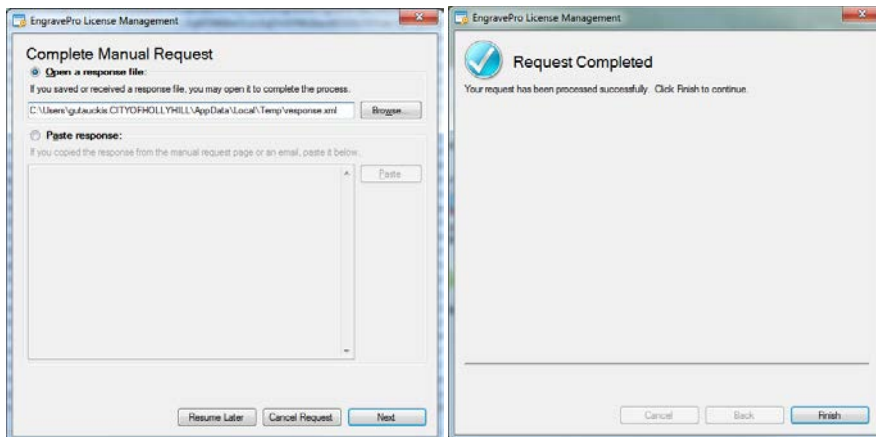 EngravePro License Management
Complete Manual Request
Open a response file:
If you saved or received a response file, you may open it to complete the process.
C:\Users\gutauckis.CITYOFHOLLYHILL\AppData\Local\Temp\response.xml
Browse...
Paste response:
If you copied the response from the manual request page or an email, paste it below.
Paste
Resume Later
Cancel Request
Next
EngravePro License Management
Request Completed
Your request has been processed successfully. Click Finish to continue.
Cancel
Back
Finish